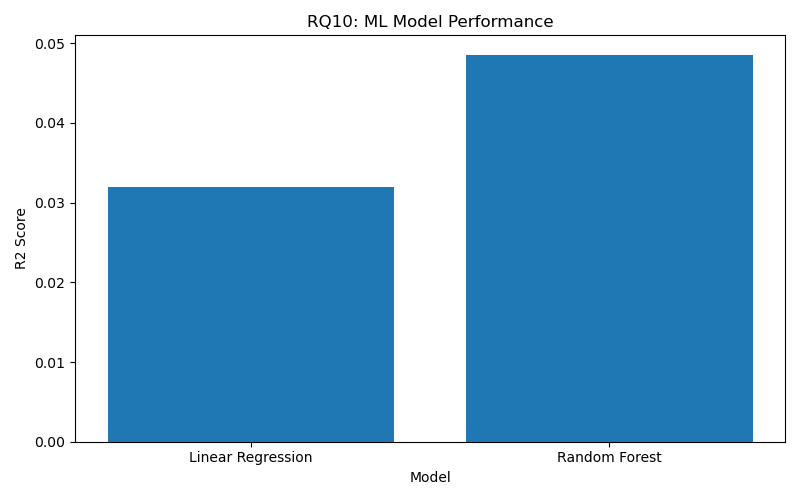 RQ10: ML Model Performance
0.05
0.04
0.03
0.02
0.01
0.00
R2 Score
Linear Regression
Random Forest
Model